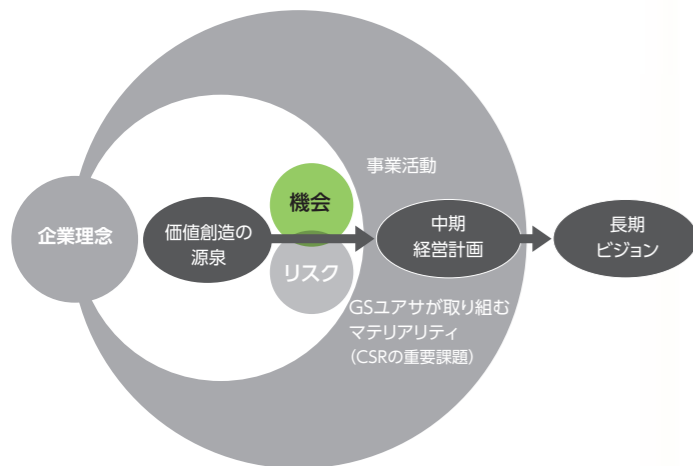 企業理念
価値創造の
源泉
機会
リスク
事業活動
中期
経営計画
GSユアサが取り組む
マテリアリティ
(CSRの重要課題)
長期
ビジョン